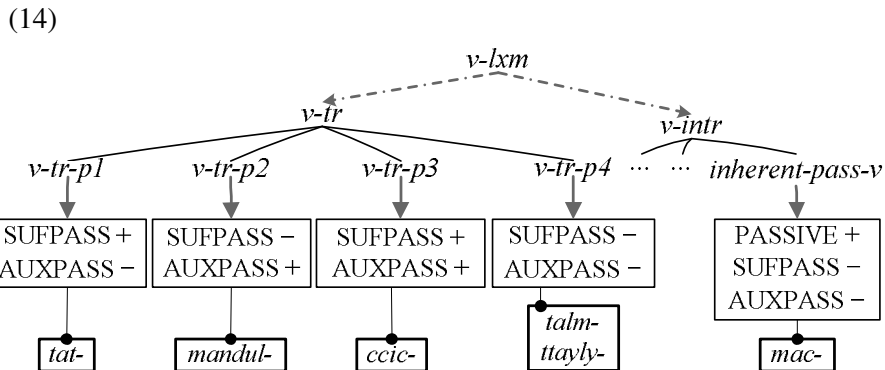 (14)
v-lxm
v-tr
v-intr
v-tr-p1 v-tr-p2 v-tr-p3 v-tr-p4 ... ... inherent-pass-v
SUFPASS + SUFPASS − SUFPASS + SUFPASS − PASSIVE +
AUXPASS − AUXPASS + AUXPASS + AUXPASS − SUFPASS −
AUXPASS −
talm-
tat- mandul- ccic- ttayly- mac-